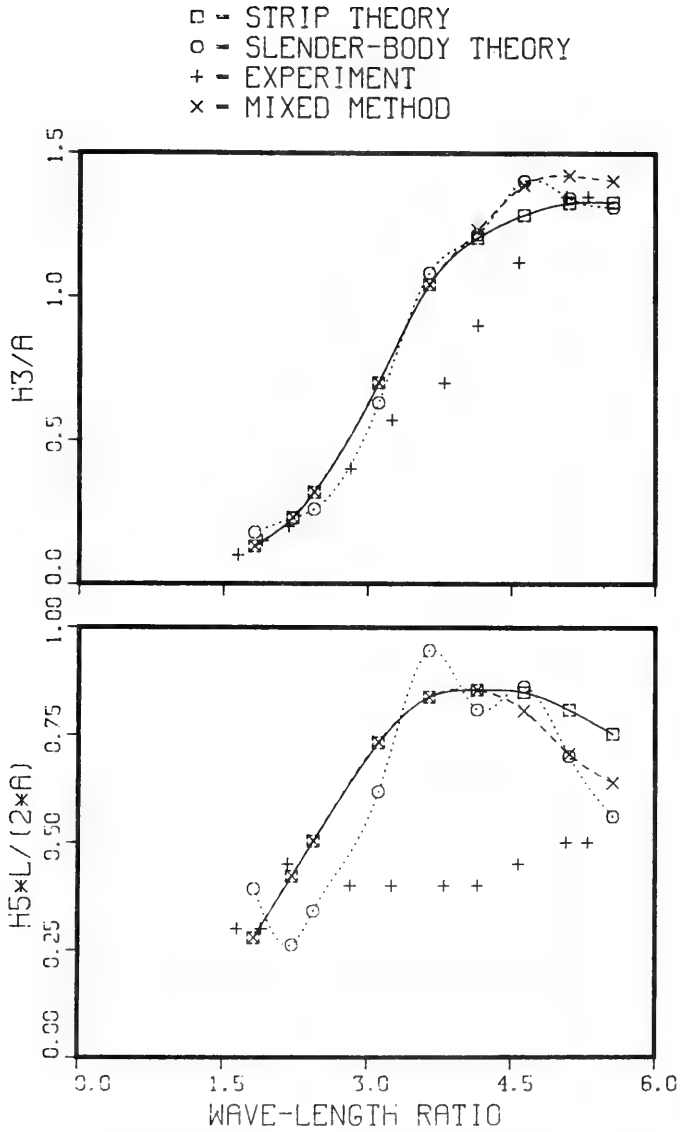 □ - STRIP THEORY
○ - SLENDER-BODY THEORY
+ - EXPERIMENT
× - MIXED METHOD
1.5
1.0
0.5
0.0
H3/A
1.00
0.75
0.50
0.25
0.00
H5*L/(2*A)
0.0 1.5 3.0 4.5 6.0
WAVE-LENGTH RATIO